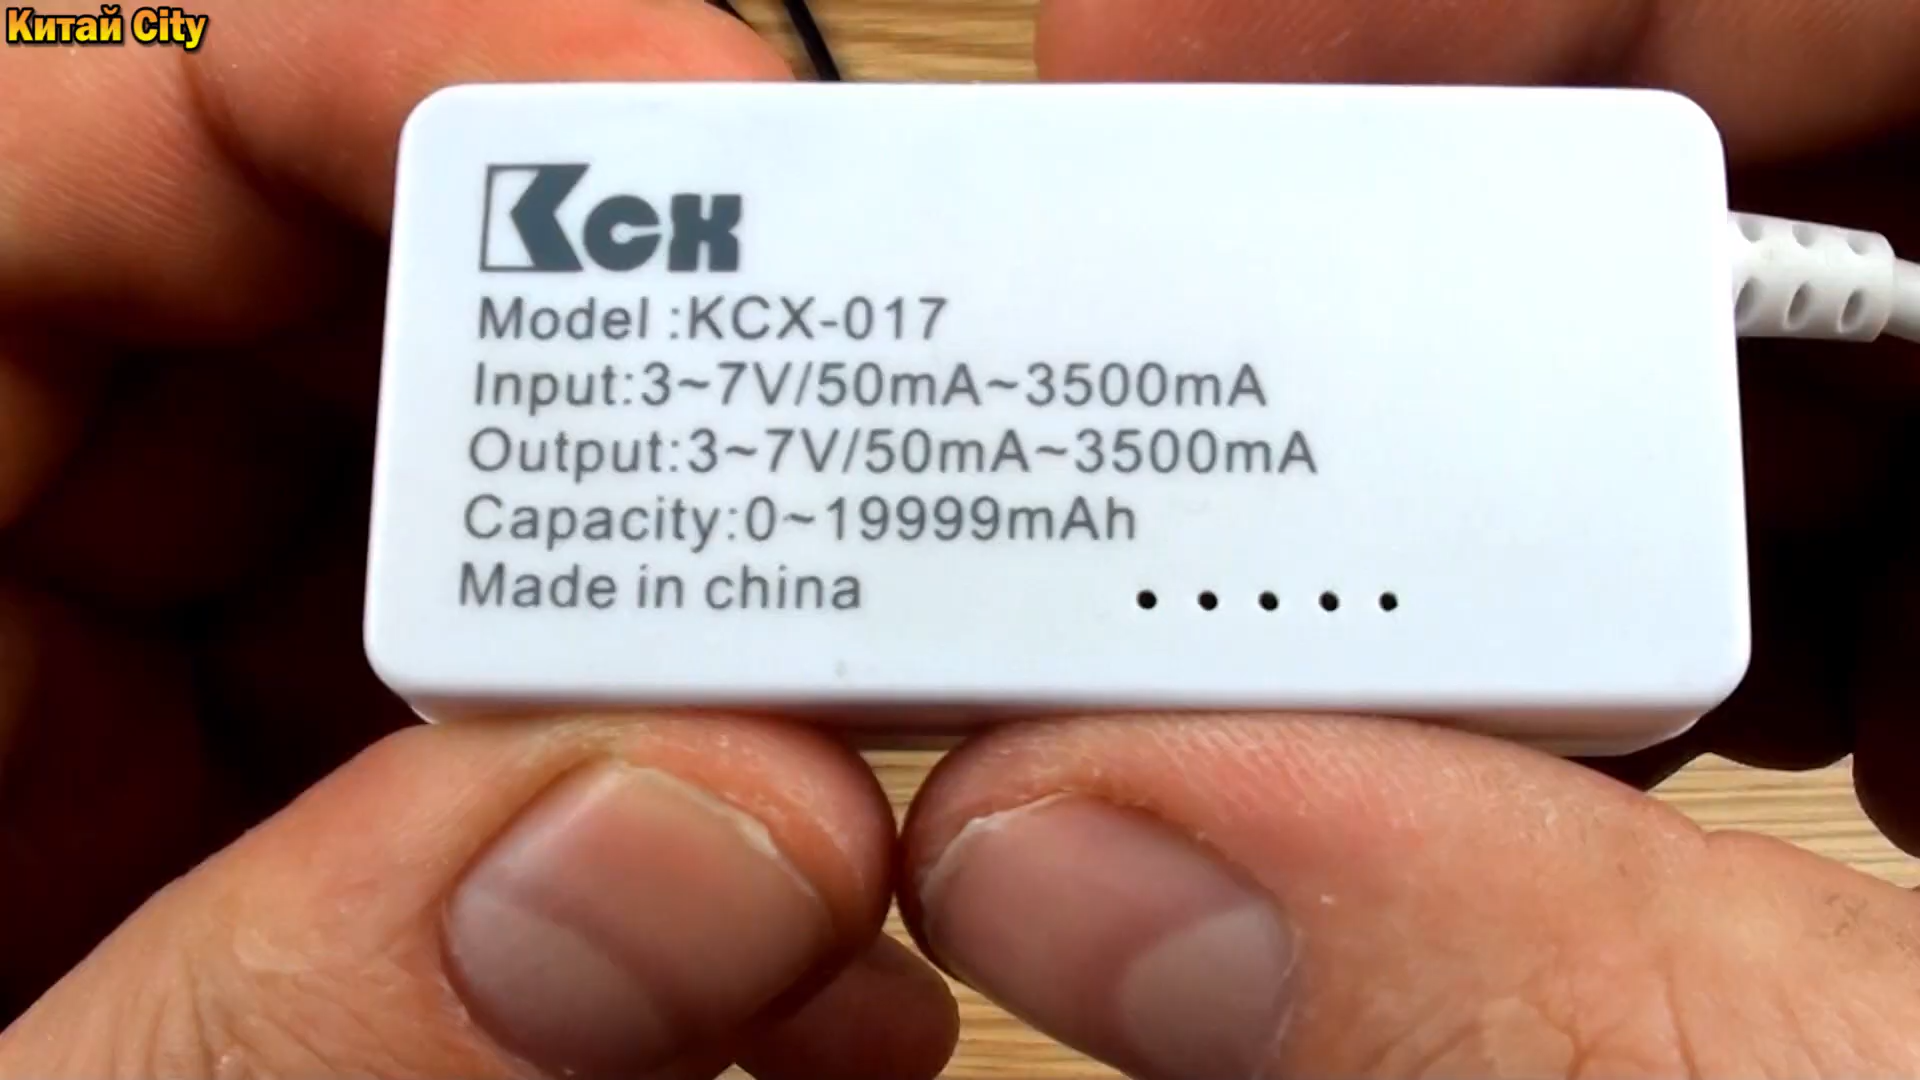 Китай City
Kcx
Model :KCX-017
Input:3~7V/50mA~3500mA
Output:3~7V/50mA~3500mA
Capacity:0~19999mAh
Made in china